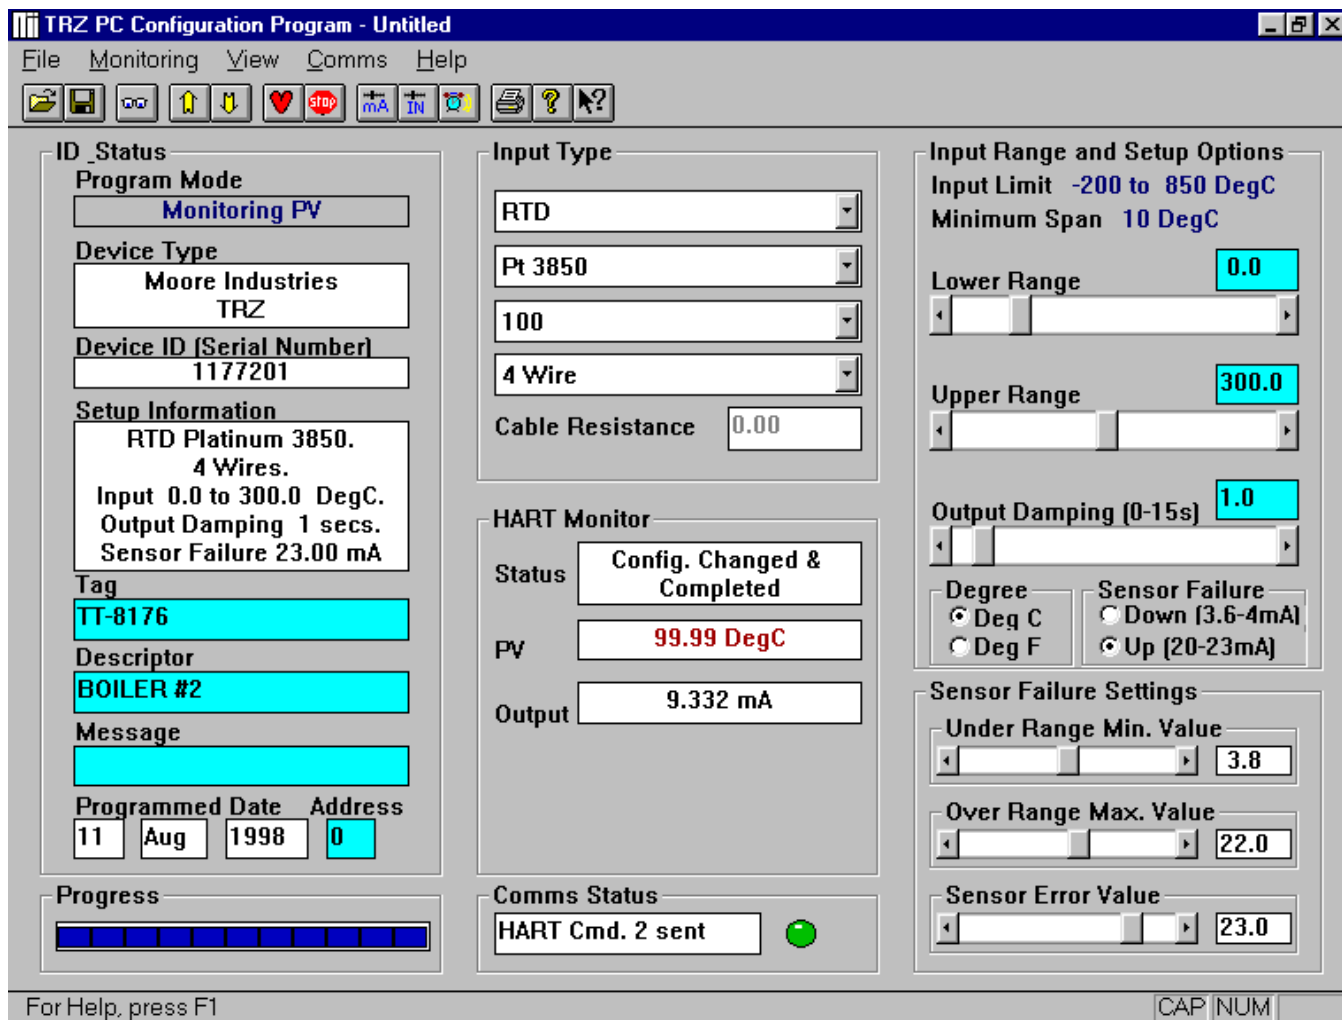 TRZ PC Configuration Program - Untitled
File Monitoring View Comms Help
stop mA IN ? ?
ID _Status
Program Mode
Monitoring PV
Device Type
Moore Industries
TRZ
Device ID (Serial Number)
1177201
Setup Information
RTD Platinum 3850.
4 Wires.
Input 0.0 to 300.0 DegC.
Output Damping 1 secs.
Sensor Failure 23.00 mA
Tag
TT-8176
Descriptor
BOILER #2
Message
Programmed Date Address
11 Aug 1998 0
Progress
Input Type
RTD
Pt 3850
100
4 Wire
Cable Resistance 0.00
HART Monitor
Status Config. Changed &
Completed
PV 99.99 DegC
Output 9.332 mA
Comms Status
HART Cmd. 2 sent
Input Range and Setup Options
Input Limit -200 to 850 DegC
Minimum Span 10 DegC
Lower Range 0.0
Upper Range 300.0
Output Damping (0-15s) 1.0
Degree
Deg C
Deg F
Sensor Failure
Down (3.6-4mA)
Up (20-23mA)
Sensor Failure Settings
Under Range Min. Value
3.8
Over Range Max. Value
22.0
Sensor Error Value
23.0
For Help, press F1
CAP NUM